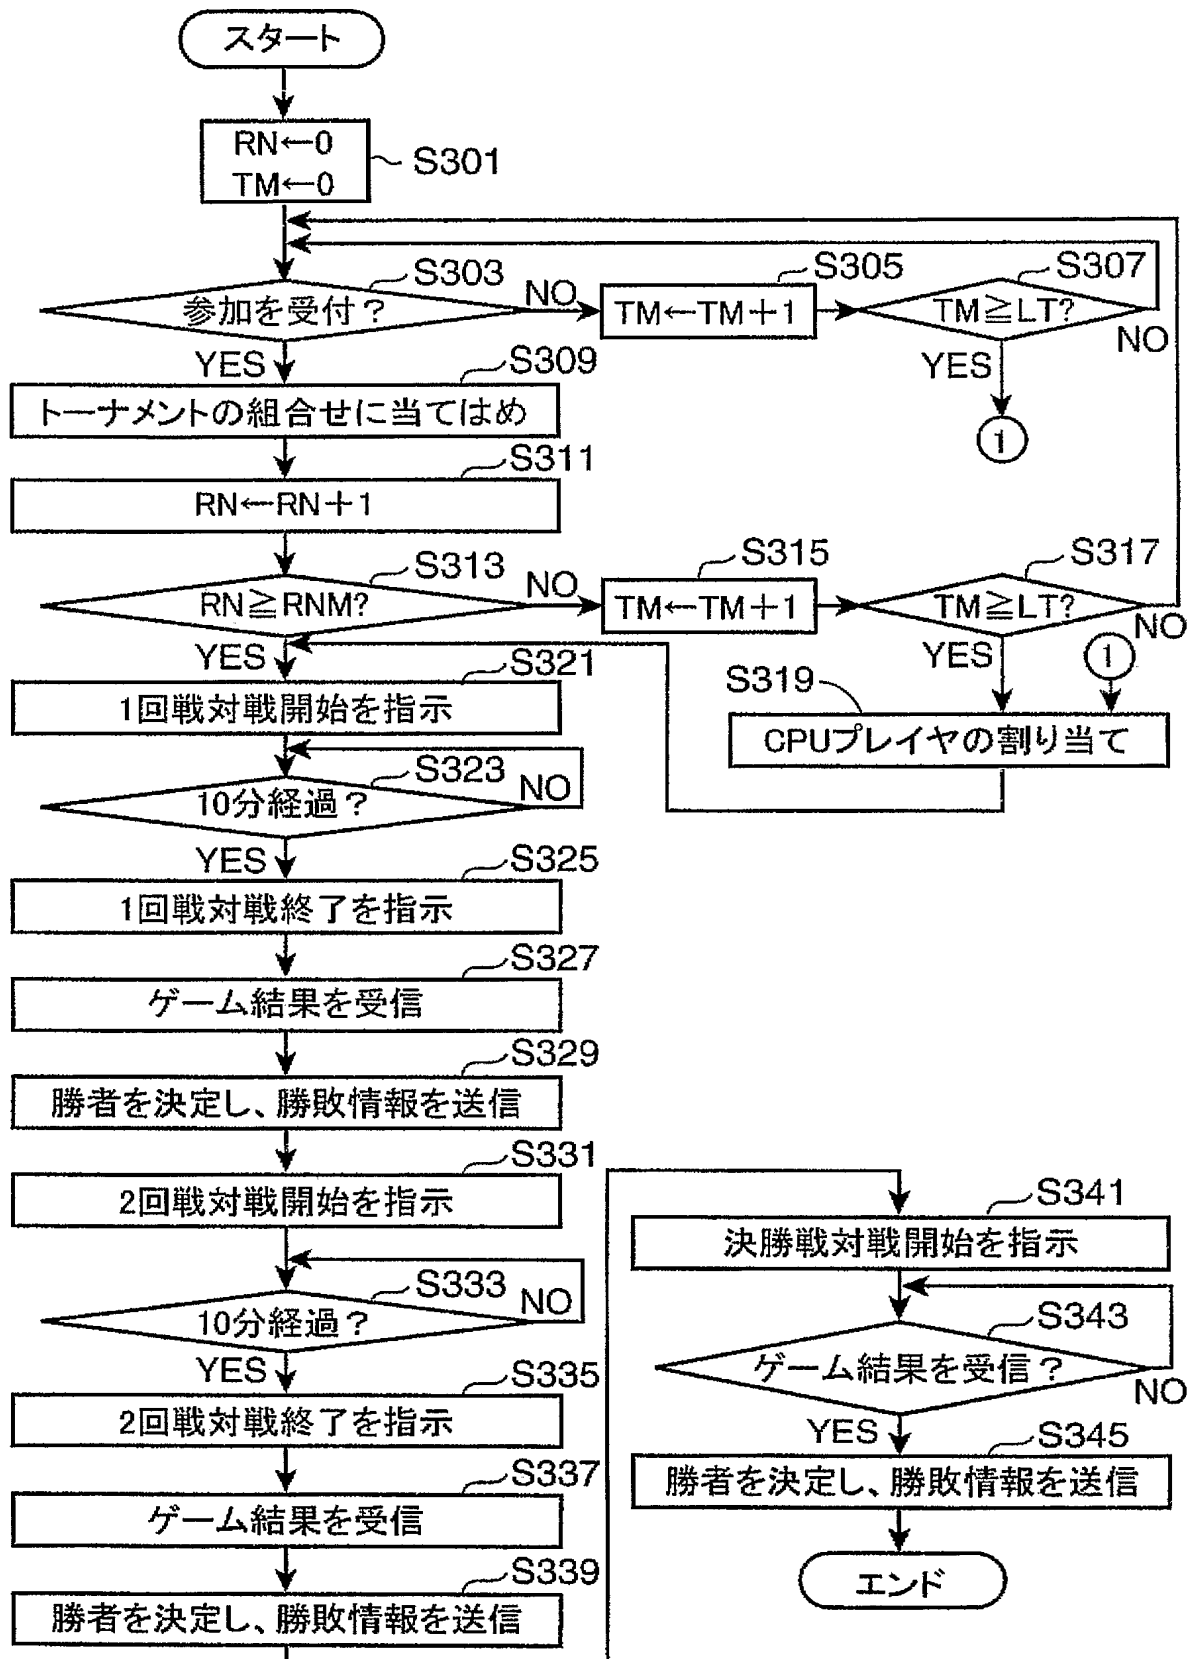 スタート
RN←0
TM←0
S301
S303
参加を受付？
NO
S305
TM←TM＋1
S307
TM≧LT?
NO
YES
1
YES
S309
トーナメントの組合せに当てはめ
S311
RN←RN＋1
S313
RN≧RNM?
NO
S315
TM←TM＋1
S317
TM≧LT?
NO
YES
1
S319
CPUプレイヤの割り当て
YES
S321
1回戦対戦開始を指示
S323
10分経過？
NO
YES
S325
1回戦対戦終了を指示
S327
ゲーム結果を受信
S329
勝者を決定し、勝敗情報を送信
S331
2回戦対戦開始を指示
S333
10分経過？
NO
YES
S335
2回戦対戦終了を指示
S337
ゲーム結果を受信
S339
勝者を決定し、勝敗情報を送信
S341
決勝戦対戦開始を指示
S343
ゲーム結果を受信？
NO
YES
S345
勝者を決定し、勝敗情報を送信
エンド